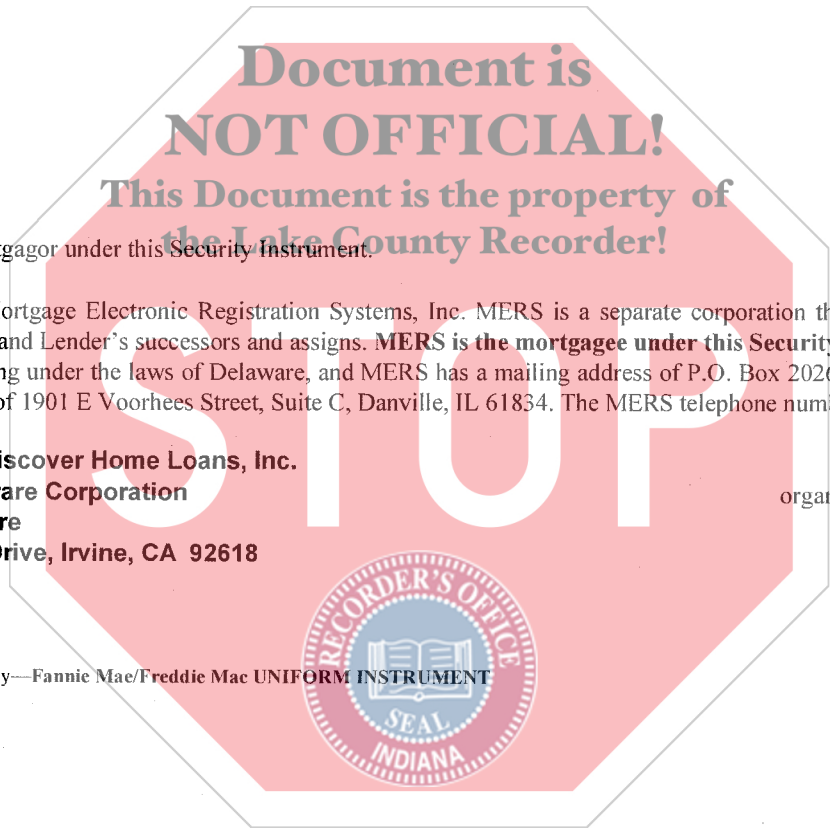 Document is
NOT OFFICIAL!
This Document is the property of
the Lake County Recorder!
tgagor under this Security Instrument.
ortgage Electronic Registration Systems, Inc. MERS is a separate corporation th
and Lender's successors and assigns. MERS is the mortgagee under this Security
ng under the laws of Delaware, and MERS has a mailing address of P.O. Box 2026
of 1901 E Voorhees Street, Suite C, Danville, IL 61834. The MERS telephone num
STOP
iscover Home Loans, Inc.
are Corporation
organ
re
Drive, Irvine, CA 92618
RECORDER'S OFFICE
y—Fannie Mae/Freddie Mac UNIFORM INSTRUMENT
SEAL
INDIANA